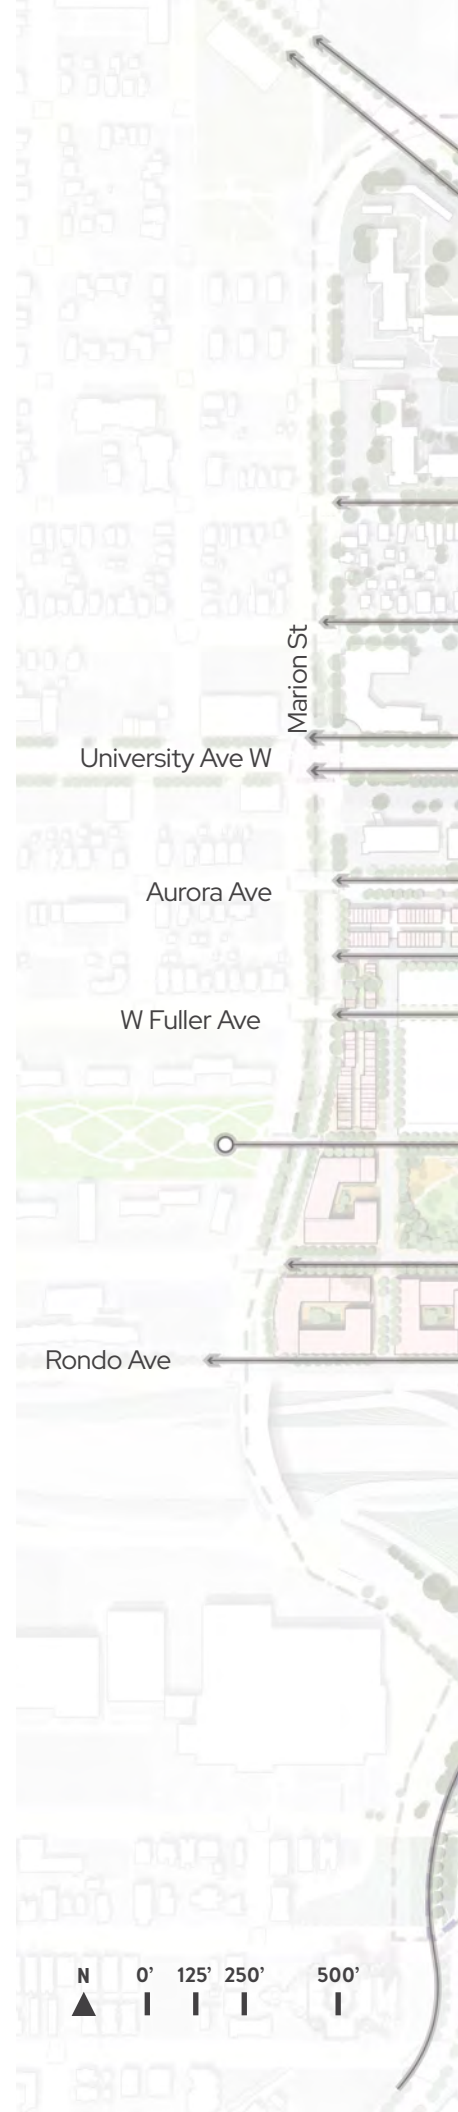 Marion St
University Ave W
Aurora Ave
W Fuller Ave
Rondo Ave
N 0’ 125’ 250’ 500’